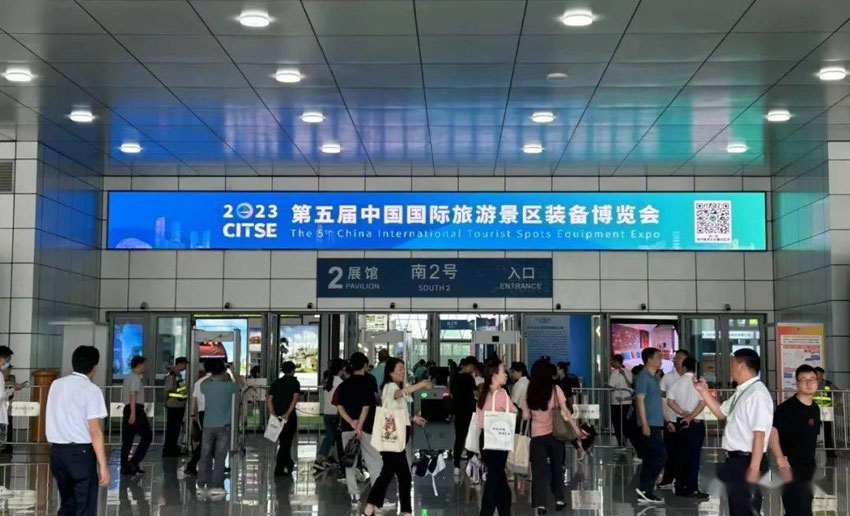 2023
CITSE
第五届中国国际旅游景区装备博览会
The 5th China International Tourist Spots Equipment Expo
2展馆
PAVILION
南2号
SOUTH 2
入口
ENTRANCE